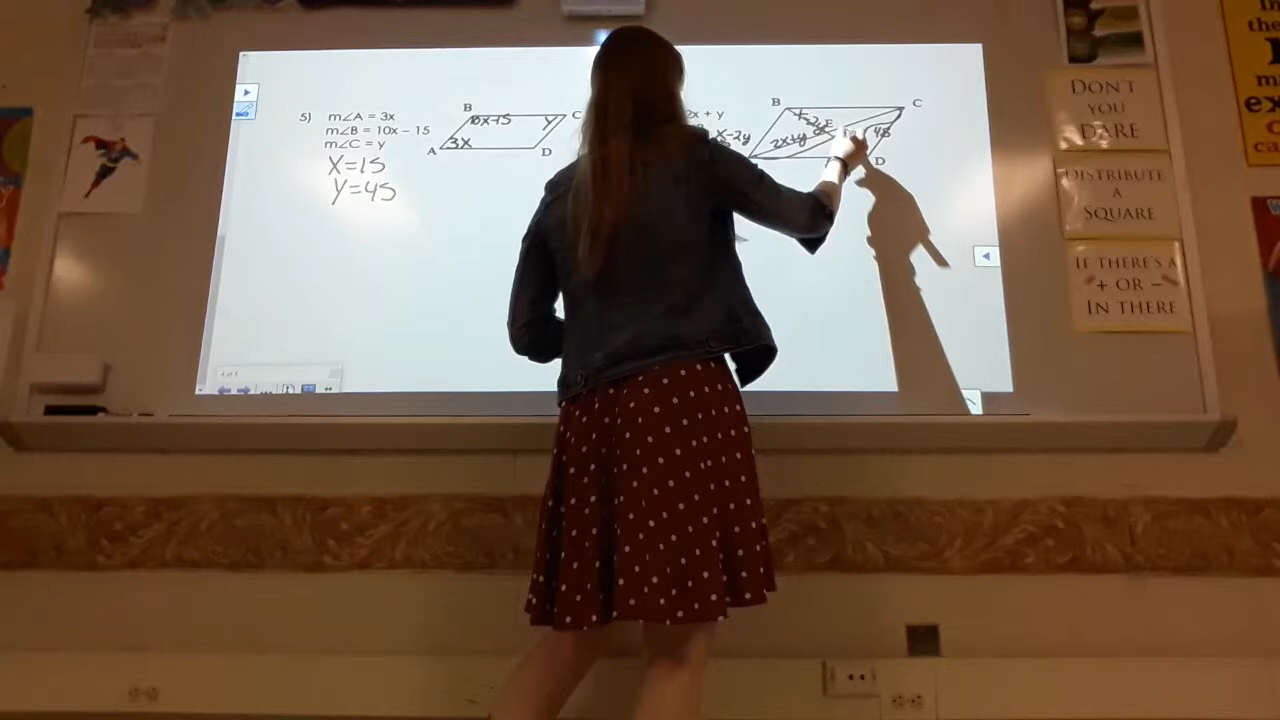 5) m∠A = 3x
m∠B = 10x − 15
m∠C = y
X=15
Y=45
B
C
10x-15
y
3x
A
D
2x + y
x-2y
B
C
E
2x+y
48
D
DON'T
YOU
DARE
DISTRIBUTE
A
SQUARE
IF THERE'S A
+ OR −
IN THERE